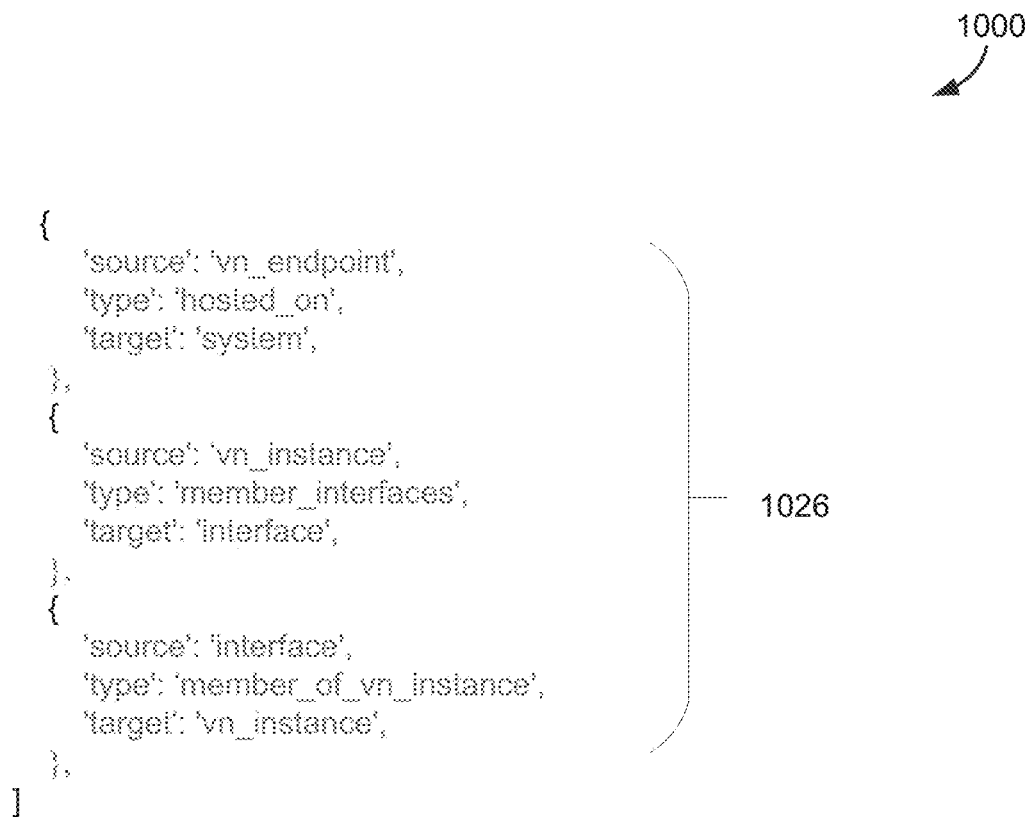 1000
{
'source': 'vn_endpoint',
'type': 'hosted_on',
'target': 'system',
},
{
'source': 'vn_instance',
'type': 'member_interfaces',
'target': 'interface',
},
{
'source': 'interface',
'type': 'member_of_vn_instance',
'target': 'vn_instance',
},
]
1026